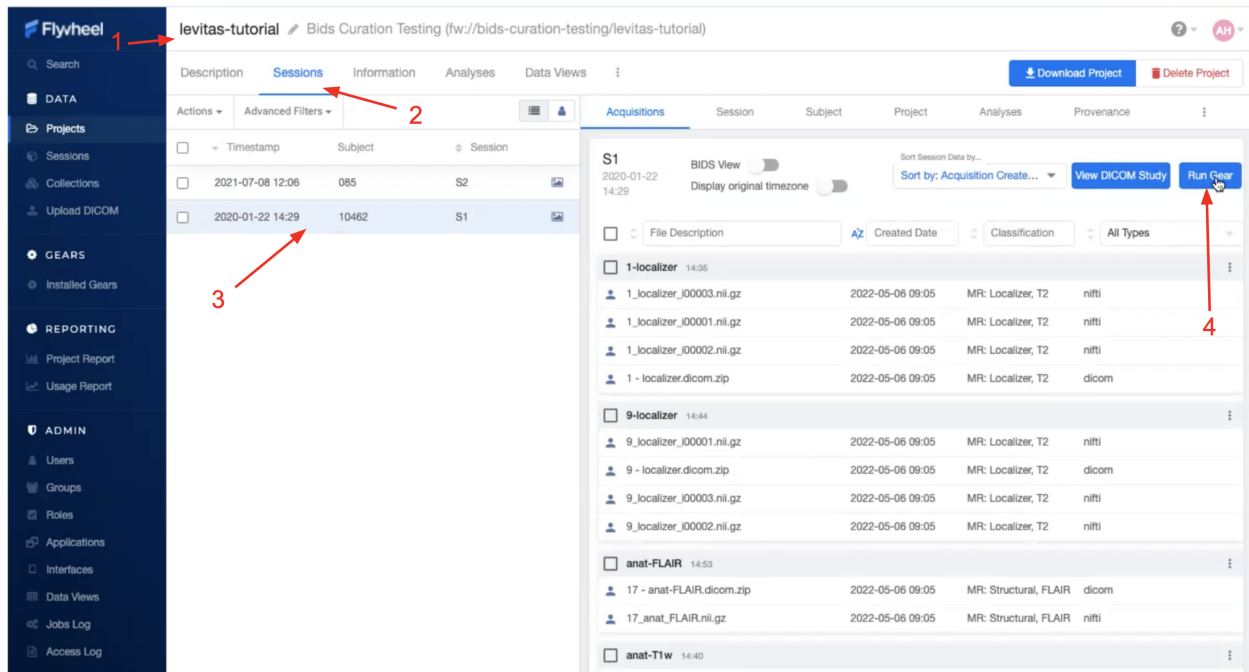 Flywheel
Search
DATA
Projects
Sessions
Collections
Upload DICOM
GEARS
Installed Gears
REPORTING
Project Report
Usage Report
ADMIN
Users
Groups
Roles
Applications
Interfaces
Data Views
Jobs Log
Access Log
1
levitas-tutorial Bids Curation Testing (fw://bids-curation-testing/levitas-tutorial)
AH
Description Sessions Information Analyses Data Views
Download Project Delete Project
2
Actions Advanced Filters
Timestamp Subject Session
2021-07-08 12:06 085 S2
2020-01-22 14:29 10462 S1
3
Acquisitions Session Subject Project Analyses Provenance
S1
2020-01-22
14:29
BIDS View
Display original timezone
Sort Session Data by...
Sort by: Acquisition Create...
View DICOM Study
Run Gear
4
File Description AZ Created Date Classification All Types
1-localizer 14:35
1_localizer_i00003.nii.gz 2022-05-06 09:05 MR: Localizer, T2 nifti
1_localizer_i00001.nii.gz 2022-05-06 09:05 MR: Localizer, T2 nifti
1_localizer_i00002.nii.gz 2022-05-06 09:05 MR: Localizer, T2 nifti
1 - localizer.dicom.zip 2022-05-06 09:05 MR: Localizer, T2 dicom
9-localizer 14:44
9_localizer_i00001.nii.gz 2022-05-06 09:05 MR: Localizer, T2 nifti
9 - localizer.dicom.zip 2022-05-06 09:05 MR: Localizer, T2 dicom
9_localizer_i00003.nii.gz 2022-05-06 09:05 MR: Localizer, T2 nifti
9_localizer_i00002.nii.gz 2022-05-06 09:05 MR: Localizer, T2 nifti
anat-FLAIR 14:53
17 - anat-FLAIR.dicom.zip 2022-05-06 09:05 MR: Structural, FLAIR dicom
17_anat_FLAIR.nii.gz 2022-05-06 09:05 MR: Structural, FLAIR nifti
anat-T1w 14:40